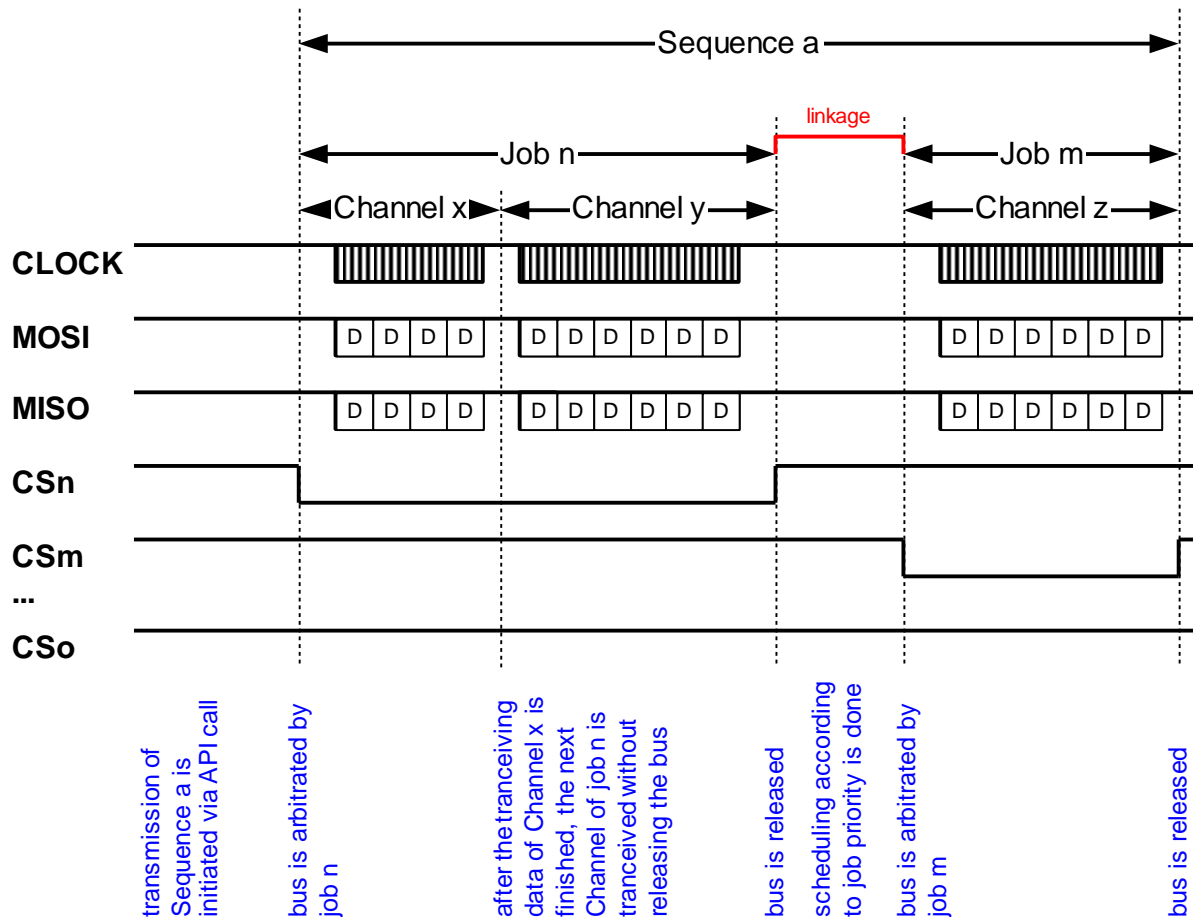 Sequence a
linkage
Job n
Job m
Channel x
Channel y
Channel z
CLOCK
MOSI
D D D D
D D D D D D
D D D D D D
MISO
D D D D
D D D D D D
D D D D D D
CSn
CSm
...
CSo
transmission of
Sequence a is
initiated via API call
bus is arbitrated by
job n
after the tranceiving
data of Channel x is
finished, the next
Channel of job n is
tranceived without
releasing the bus
bus is released
scheduling according
to job priority is done
bus is arbitrated by
job m
bus is released